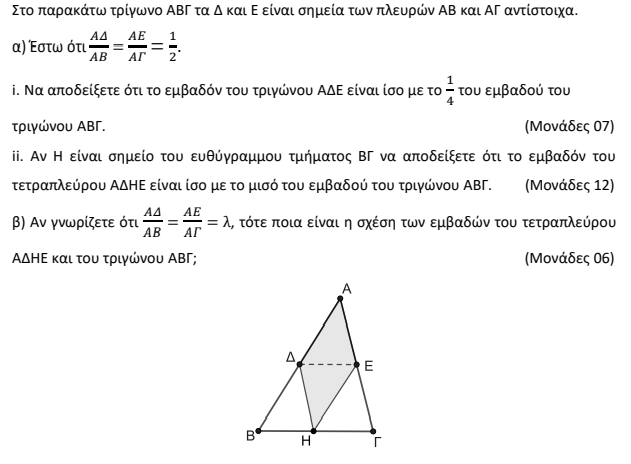 Στο παρακάτω τρίγωνο ΑΒΓ τα Δ και Ε είναι σημεία των πλευρών ΑΒ και ΑΓ αντίστοιχα.
α) Έστω ότι ΑΔ/ΑΒ = ΑΕ/ΑΓ = 1/2.
i. Να αποδείξετε ότι το εμβαδόν του τριγώνου ΑΔΕ είναι ίσο με το 1/4 του εμβαδού του
τριγώνου ΑΒΓ. (Μονάδες 07)
ii. Αν Η είναι σημείο του ευθύγραμμου τμήματος ΒΓ να αποδείξετε ότι το εμβαδόν του
τετραπλεύρου ΑΔΗΕ είναι ίσο με το μισό του εμβαδού του τριγώνου ΑΒΓ. (Μονάδες 12)
β) Αν γνωρίζετε ότι ΑΔ/ΑΒ = ΑΕ/ΑΓ = λ, τότε ποια είναι η σχέση των εμβαδών του τετραπλεύρου
ΑΔΗΕ και του τριγώνου ΑΒΓ; (Μονάδες 06)
Α
Δ
Ε
Β
Η
Γ